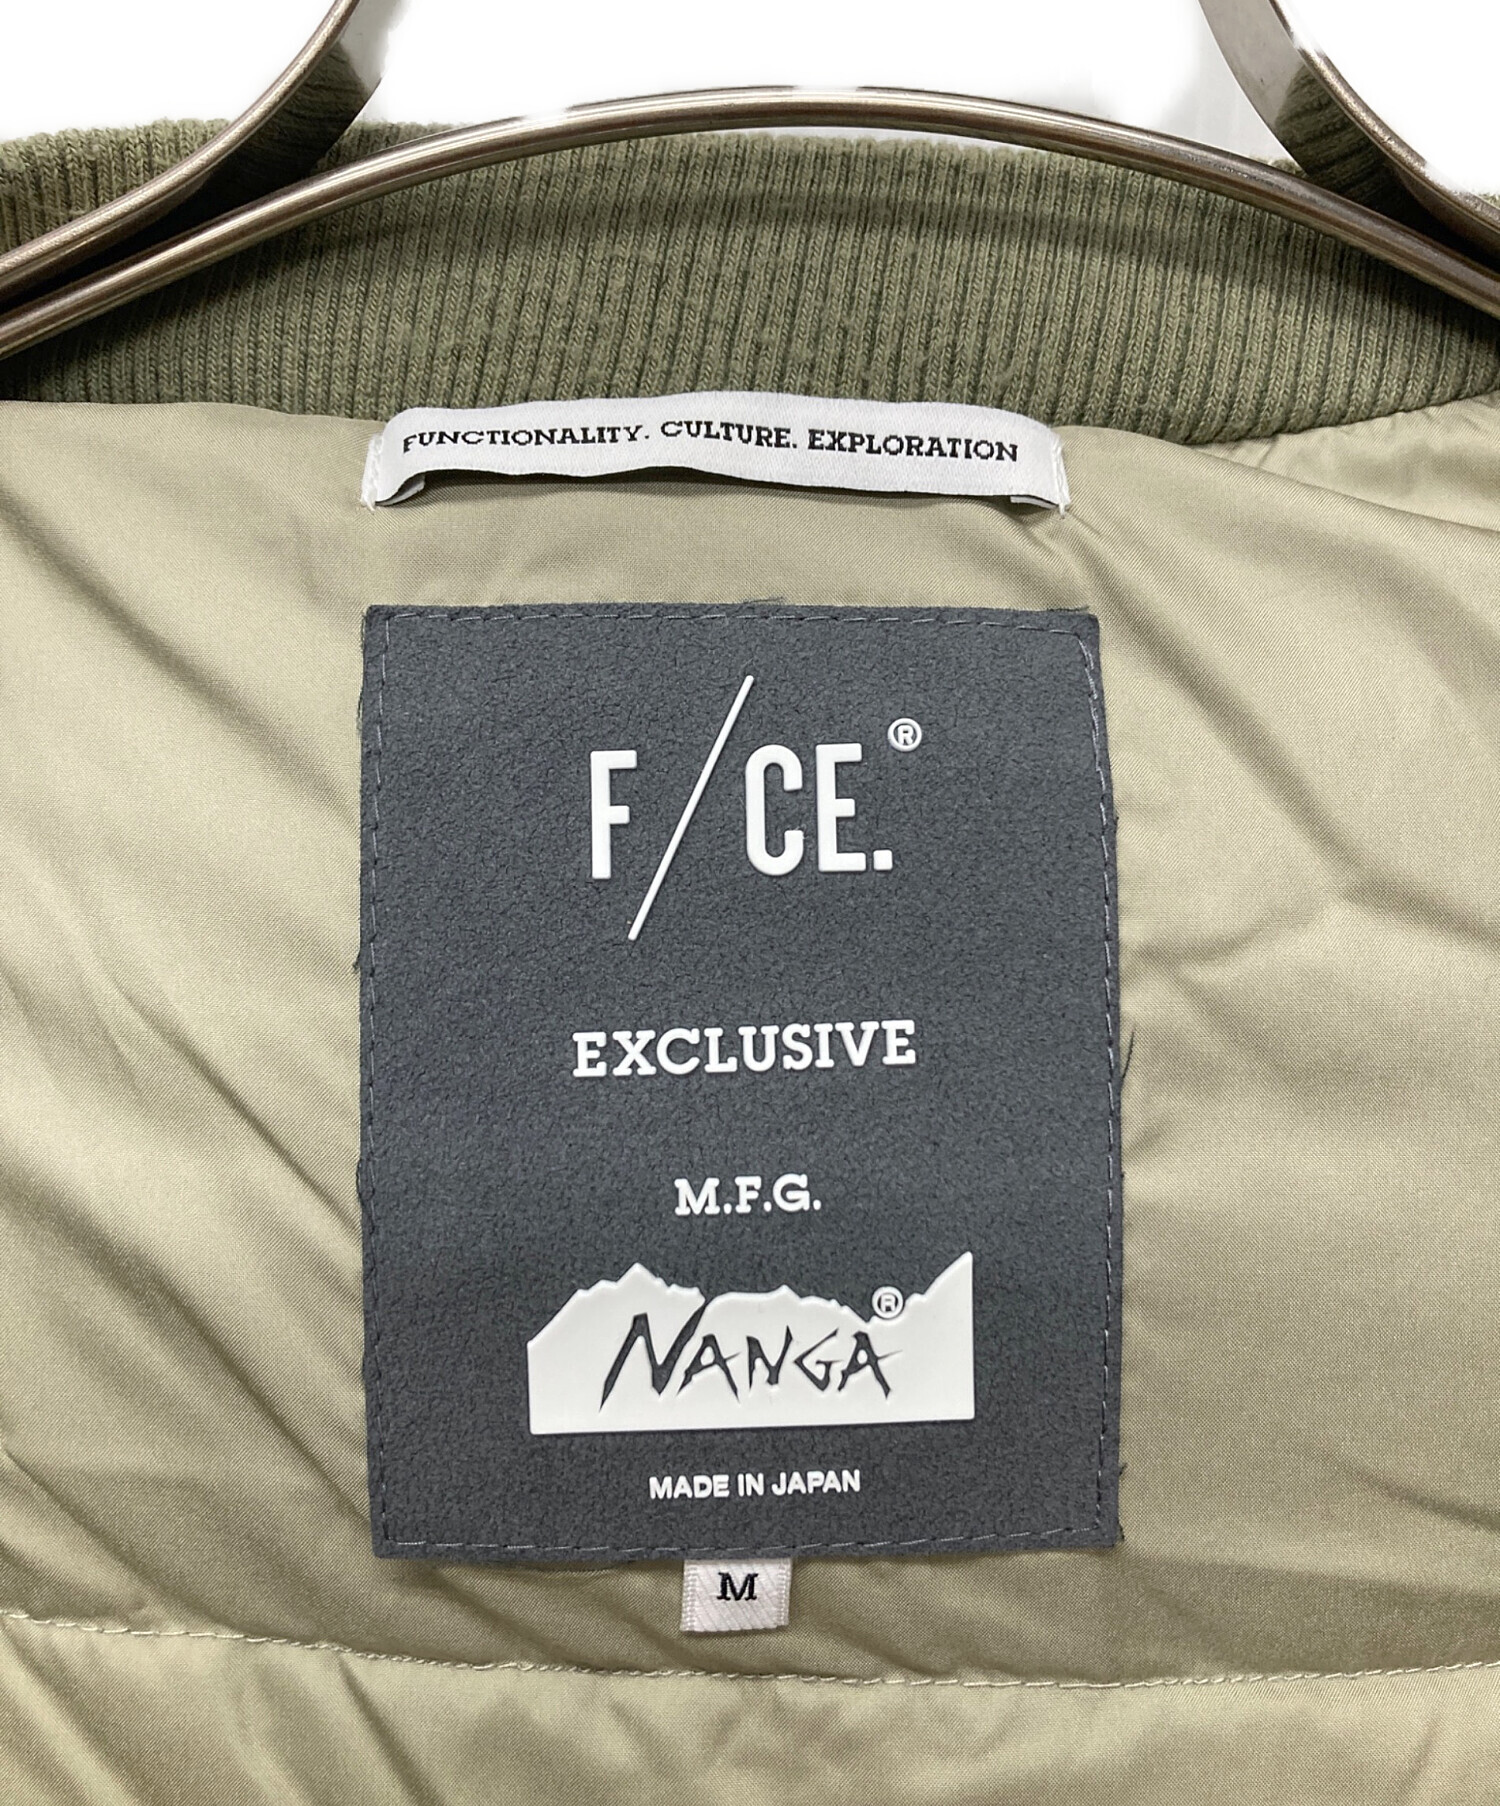 FUNCTIONALITY. CULTURE. EXPLORATION
F/CE.®
EXCLUSIVE
M.F.G.
NANGA®
MADE IN JAPAN
M